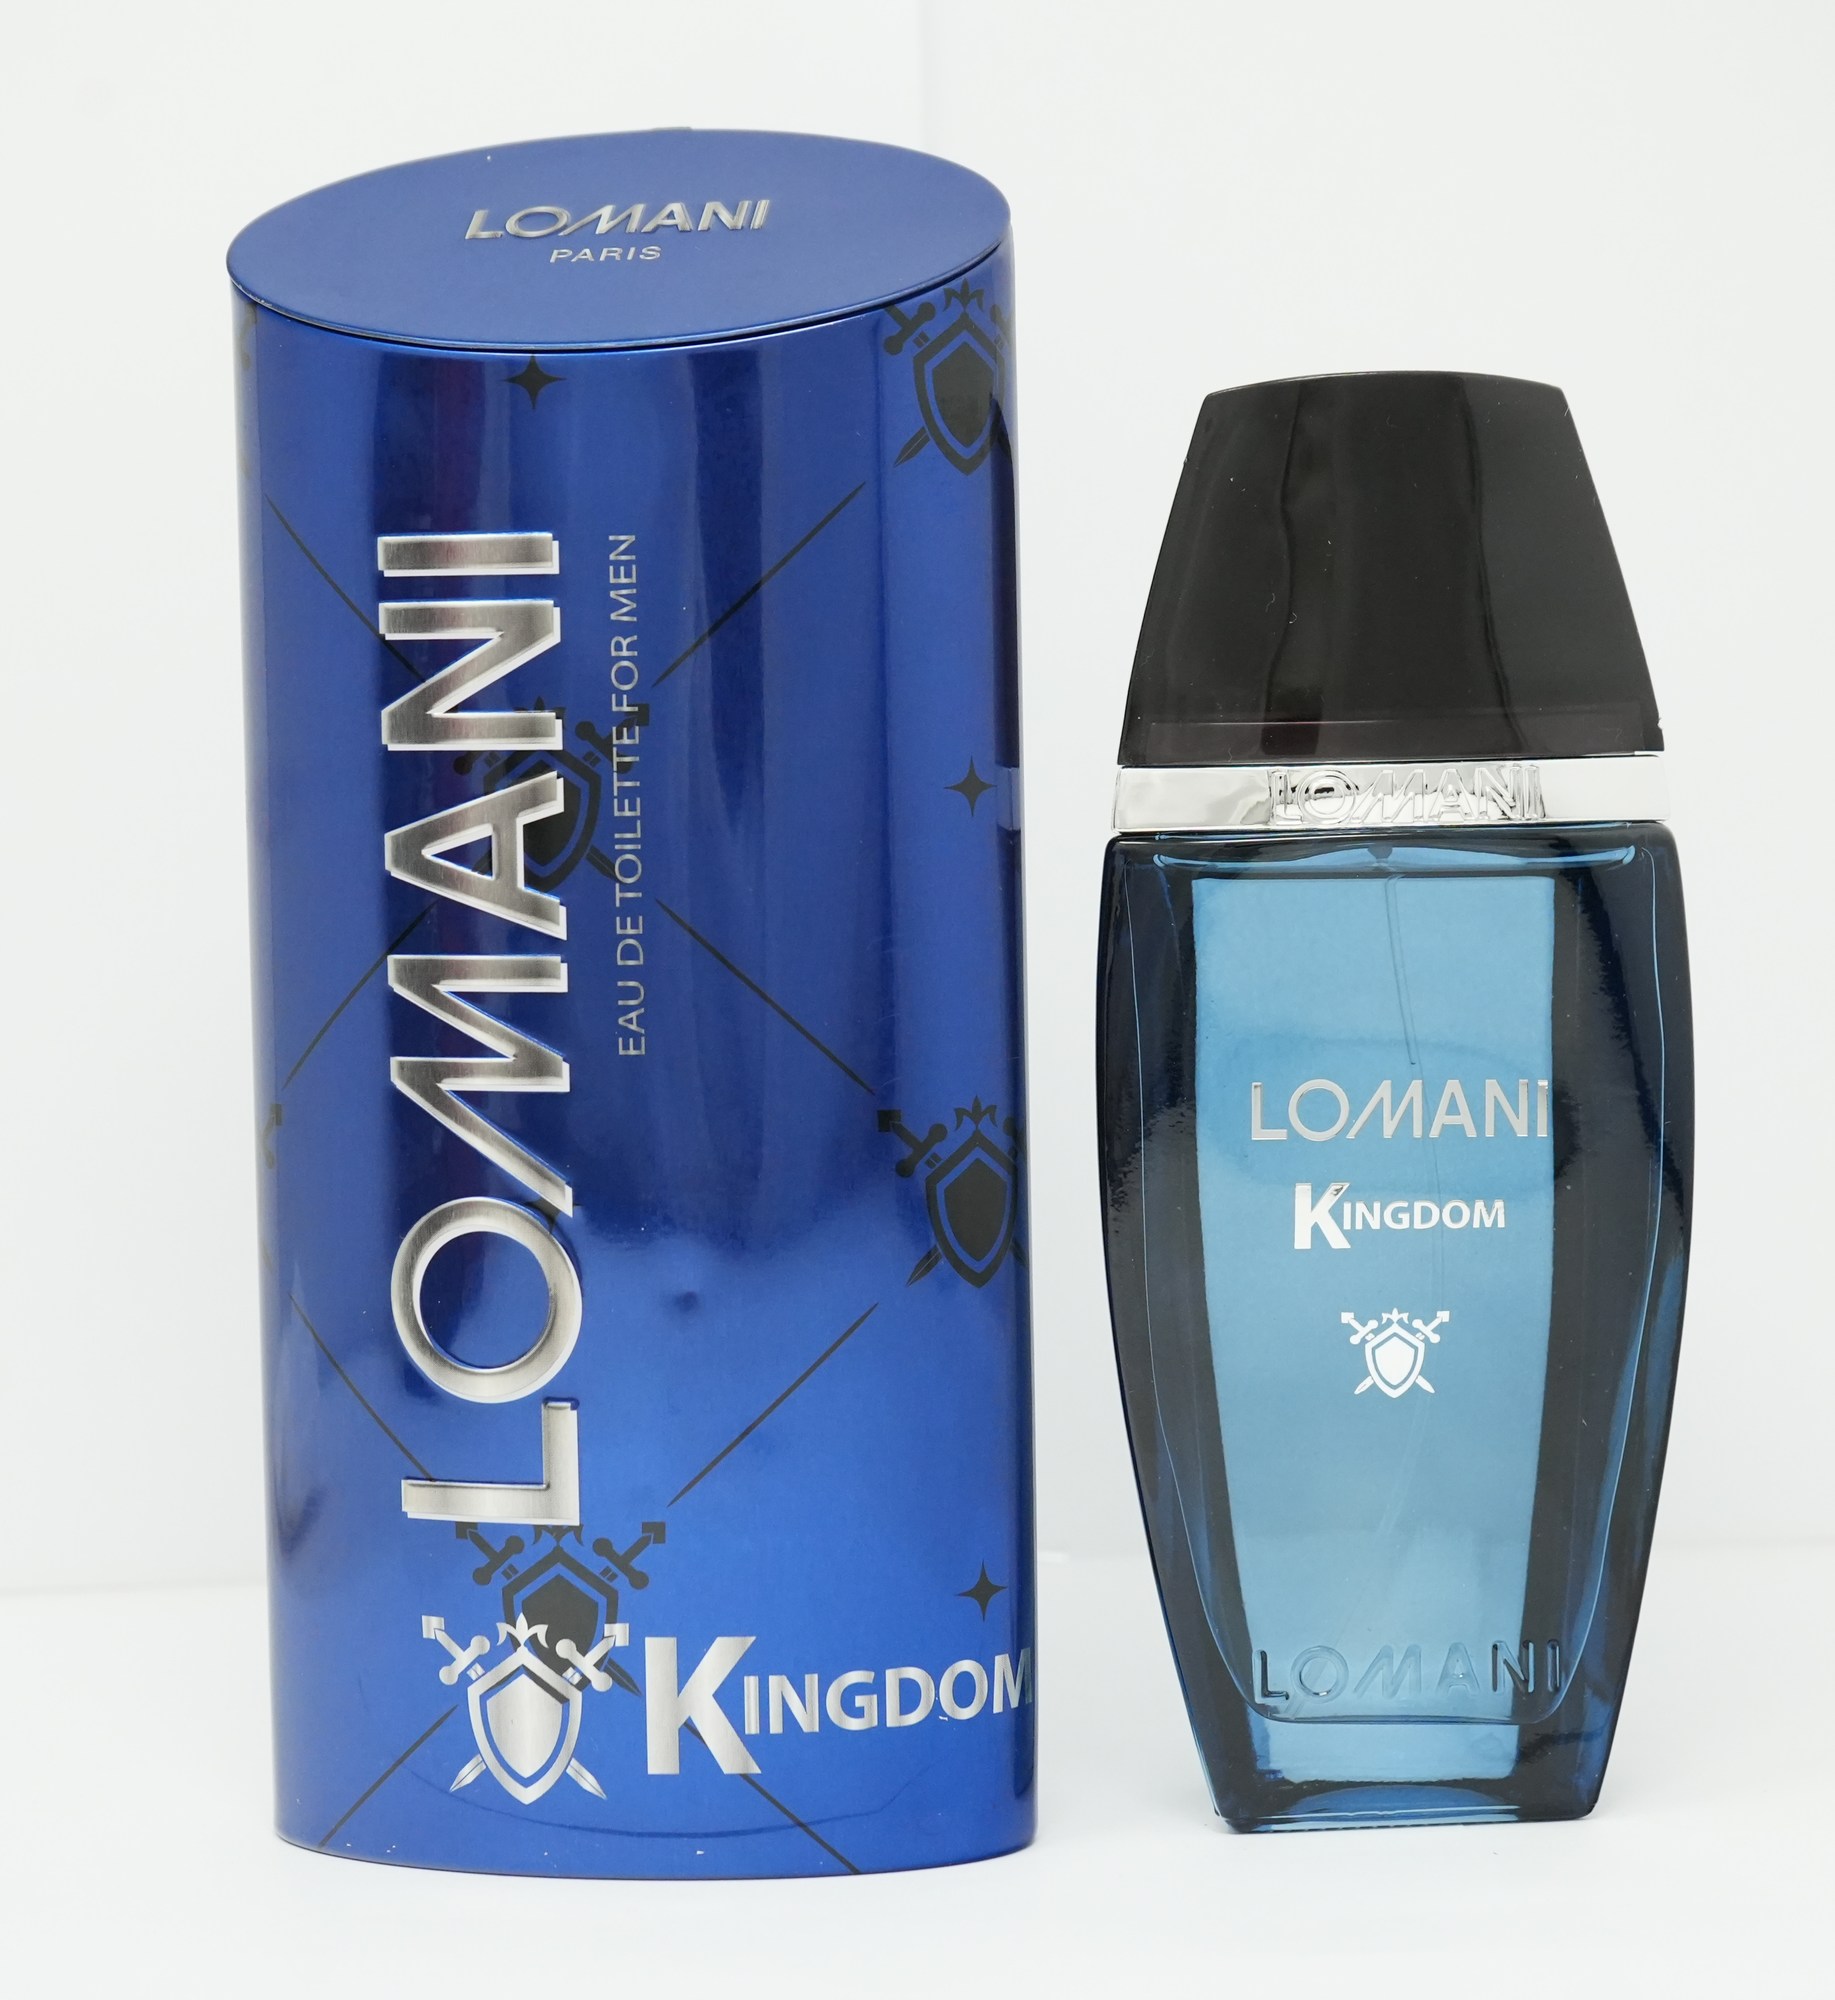 LOMANI
PARIS
LOMANI
EAU DE TOILETTE FOR MEN
KINGDOM
LOMANI
LOMANI
KINGDOM
LOMANI